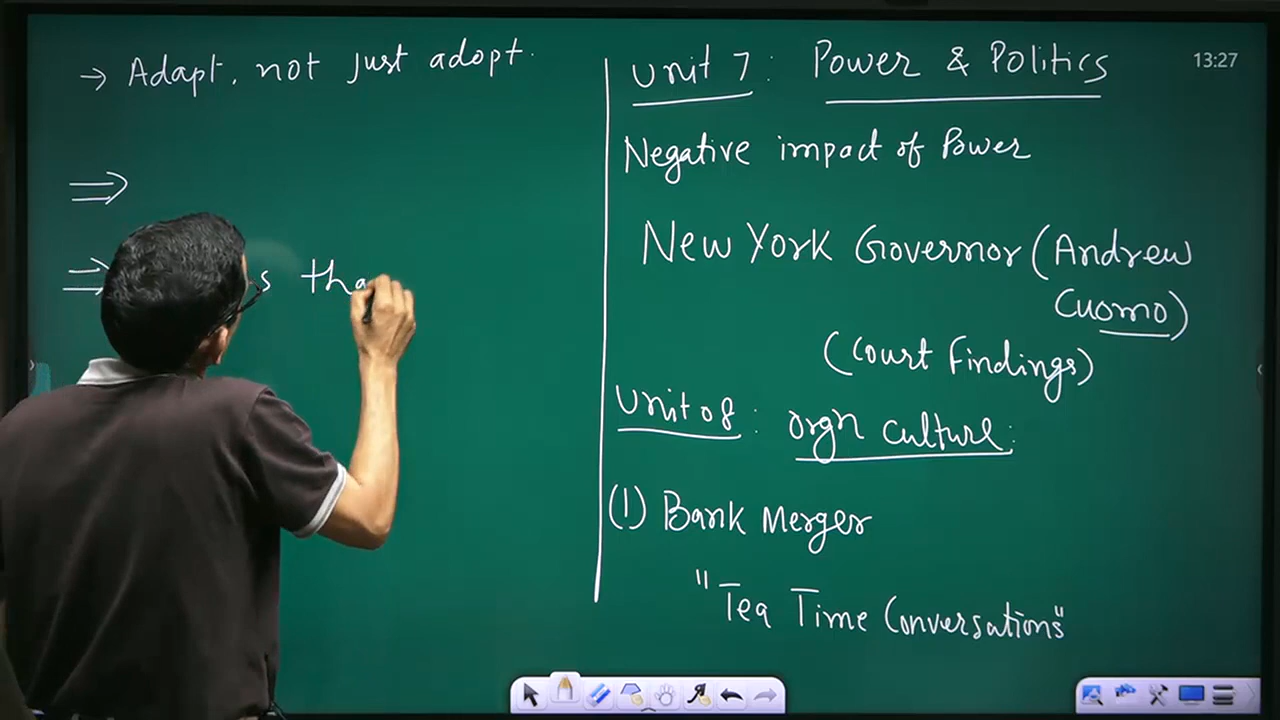 → Adapt, not just adopt.
⇒
⇒ s tha
Unit 7: Power & Politics
13:27
Negative impact of Power
New York Governor (Andrew
Cuomo)
(Court Findings)
Unit 08: Orgn Culture:
(1) Bank Merger
"Tea Time Conversations"